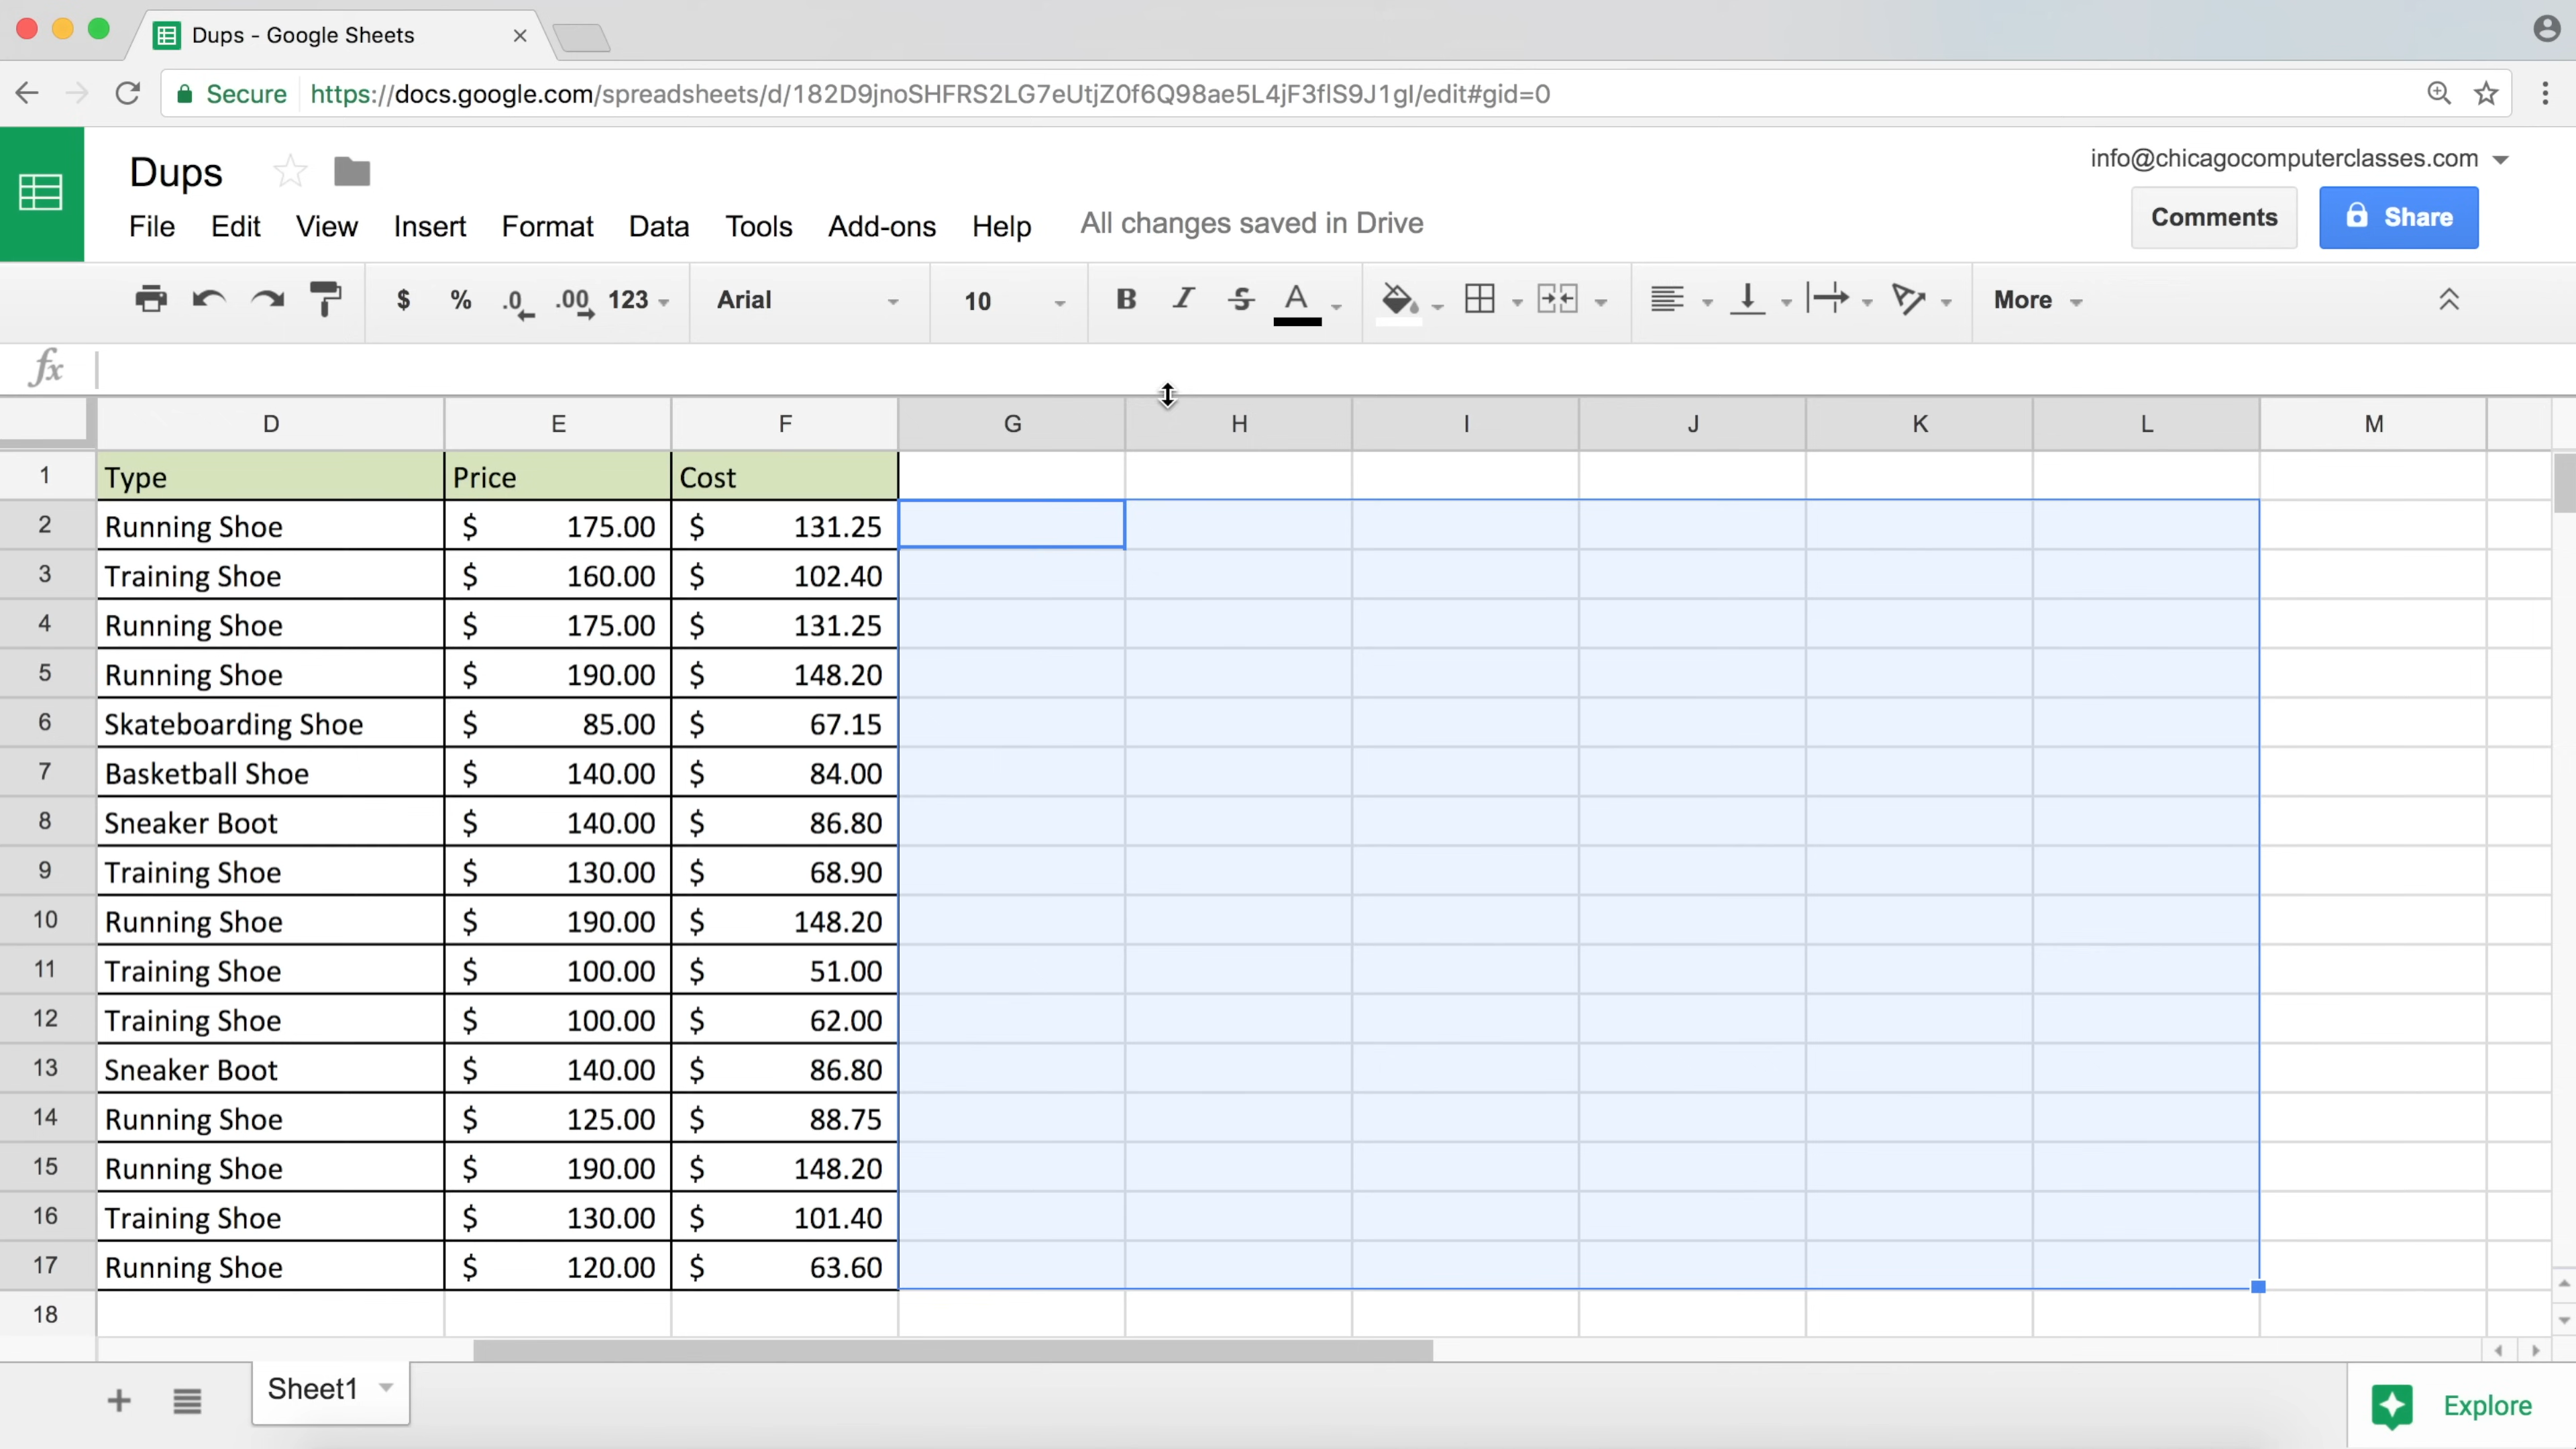 Dups - Google Sheets
Secure https://docs.google.com/spreadsheets/d/182D9jnoSHFRS2LG7eUtjZ0f6Q98ae5L4jF3flS9J1gI/edit#gid=0
Dups
info@chicagocomputerclasses.com
File Edit View Insert Format Data Tools Add-ons Help All changes saved in Drive
Comments Share
$ % .0 .00 123 Arial 10 B I S A More
fx
D E F G H I J K L M
1 Type Price Cost
2 Running Shoe $ 175.00 $ 131.25
3 Training Shoe $ 160.00 $ 102.40
4 Running Shoe $ 175.00 $ 131.25
5 Running Shoe $ 190.00 $ 148.20
6 Skateboarding Shoe $ 85.00 $ 67.15
7 Basketball Shoe $ 140.00 $ 84.00
8 Sneaker Boot $ 140.00 $ 86.80
9 Training Shoe $ 130.00 $ 68.90
10 Running Shoe $ 190.00 $ 148.20
11 Training Shoe $ 100.00 $ 51.00
12 Training Shoe $ 100.00 $ 62.00
13 Sneaker Boot $ 140.00 $ 86.80
14 Running Shoe $ 125.00 $ 88.75
15 Running Shoe $ 190.00 $ 148.20
16 Training Shoe $ 130.00 $ 101.40
17 Running Shoe $ 120.00 $ 63.60
18
Sheet1
Explore